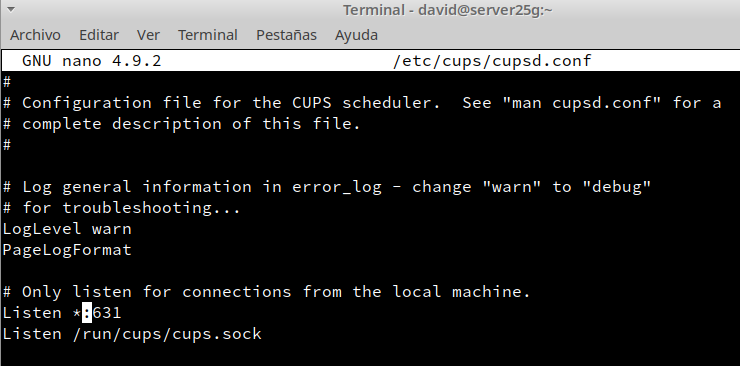 Terminal - david@server25g:~
Archivo Editar Ver Terminal Pestañas Ayuda
GNU nano 4.9.2 /etc/cups/cupsd.conf
#
# Configuration file for the CUPS scheduler.  See "man cupsd.conf" for a
# complete description of this file.
#
# Log general information in error_log - change "warn" to "debug"
# for troubleshooting...
LogLevel warn
PageLogFormat
# Only listen for connections from the local machine.
Listen *:631
Listen /run/cups/cups.sock